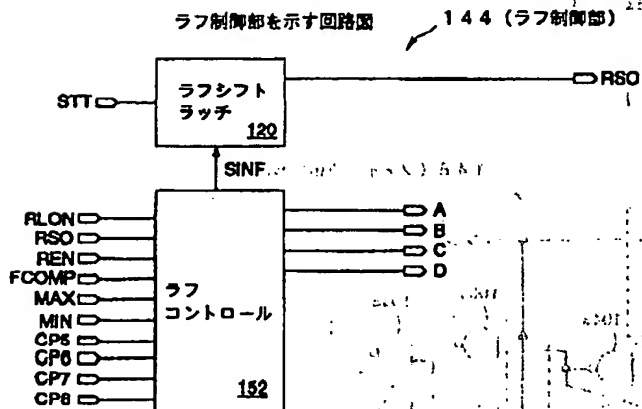 ラフ制御部を示す回路図
144 (ラフ制御部)
STT
ラフシフト
ラッチ
120
RSO
SINF
RLON
RSO
REN
FCOMP
MAX
MIN
CP5
CP6
CP7
CP8
ラフ
コントロール
152
A
B
C
D